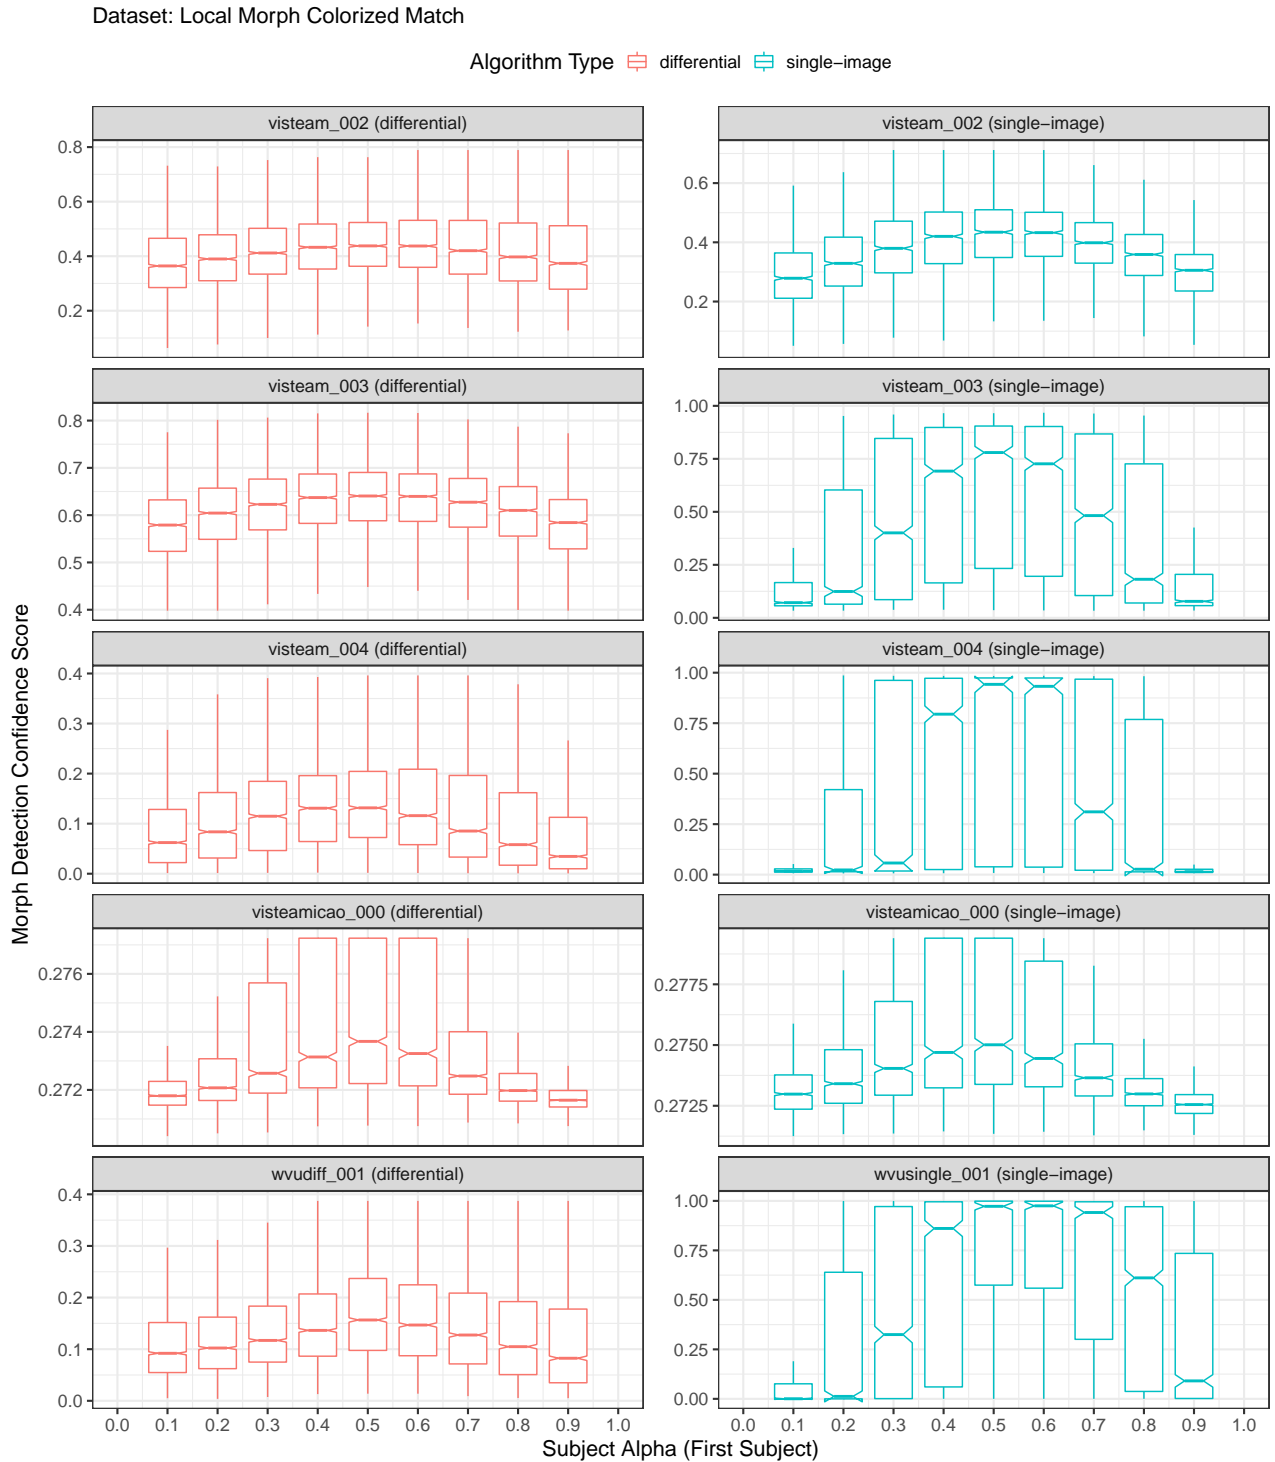 Dataset: Local Morph Colorized Match
Algorithm Type differential single−image
visteam_002 (differential)
0.8
0.6
0.4
0.2
visteam_002 (single−image)
0.6
0.4
0.2
visteam_003 (differential)
0.8
0.7
0.6
0.5
0.4
visteam_003 (single−image)
1.00
0.75
0.50
0.25
0.00
Morph Detection Confidence Score
visteam_004 (differential)
0.4
0.3
0.2
0.1
0.0
visteam_004 (single−image)
1.00
0.75
0.50
0.25
0.00
visteamicao_000 (differential)
0.276
0.274
0.272
visteamicao_000 (single−image)
0.2775
0.2750
0.2725
wvudiff_001 (differential)
0.4
0.3
0.2
0.1
0.0
wvusingle_001 (single−image)
1.00
0.75
0.50
0.25
0.00
0.0 0.1 0.2 0.3 0.4 0.5 0.6 0.7 0.8 0.9 1.0
0.0 0.1 0.2 0.3 0.4 0.5 0.6 0.7 0.8 0.9 1.0
Subject Alpha (First Subject)